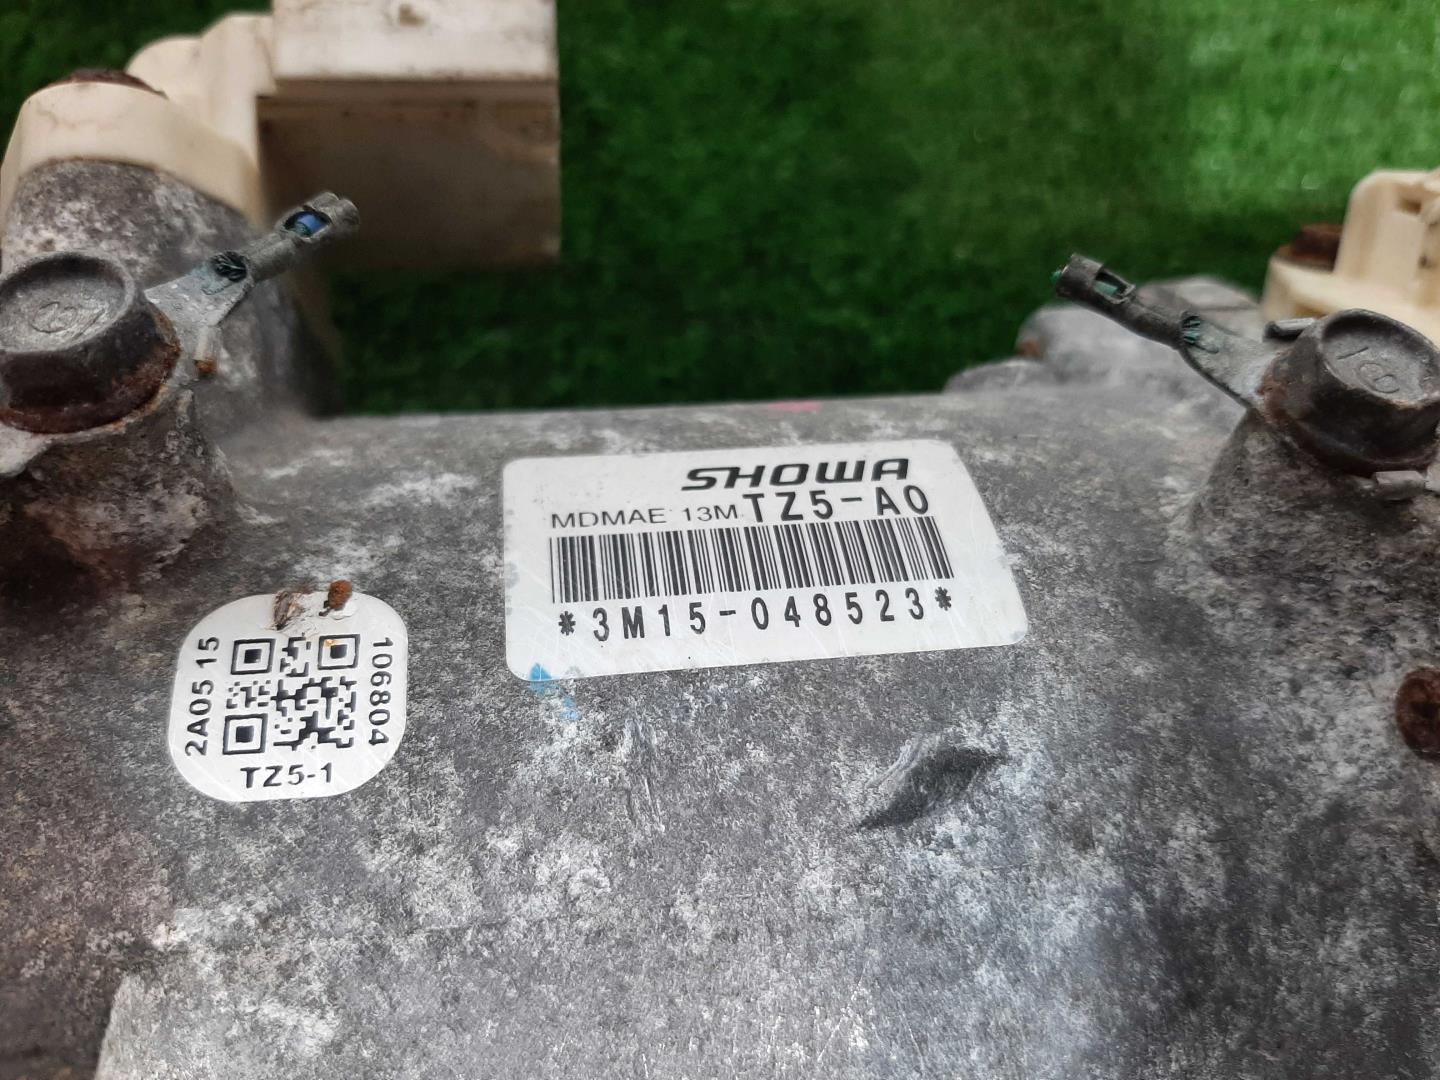 SHOWA
MDMAE 13M TZ5-A0
*3M15-048523*
2A05 15
106804
TZ5-1